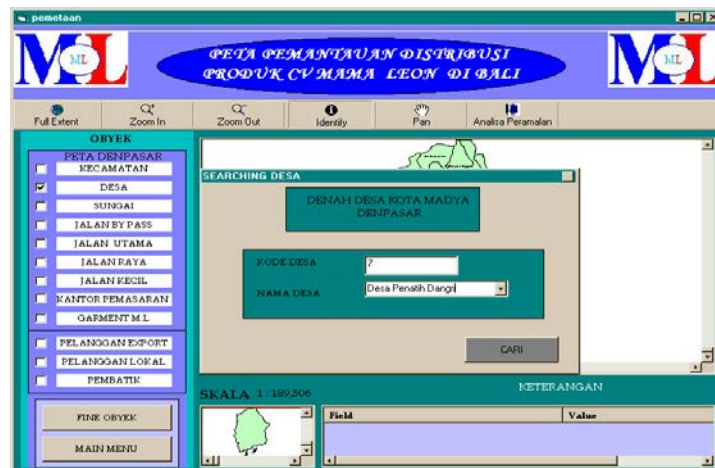 pemetaan
ML
ML
PETA PEMANTAUAN DISTRIBUSI
PRODUK CV MAMA LEON DI BALI
ML
ML
Full Extent
Zoom In
Zoom Out
Identify
Pan
Analisa Peramalan
OBYEK
PETA DENPASAR
KECAMATAN
DESA
SUNGAI
JALAN BY PASS
JALAN UTAMA
JALAN RAYA
JALAN KECIL
KANTOR PEMASARAN
GARMENT M.L
PELANGGAN EXPORT
PELANGGAN LOKAL
PEMBATIK
FINE OBYEK
MAIN MENU
SEARCHING DESA
DENAH DESA KOTA MADYA
DENPASAR
KODE DESA
7
NAMA DESA
Desa Penatih Dangri
CARI
SKALA 1 : 189,506
KETERANGAN
Field
Value